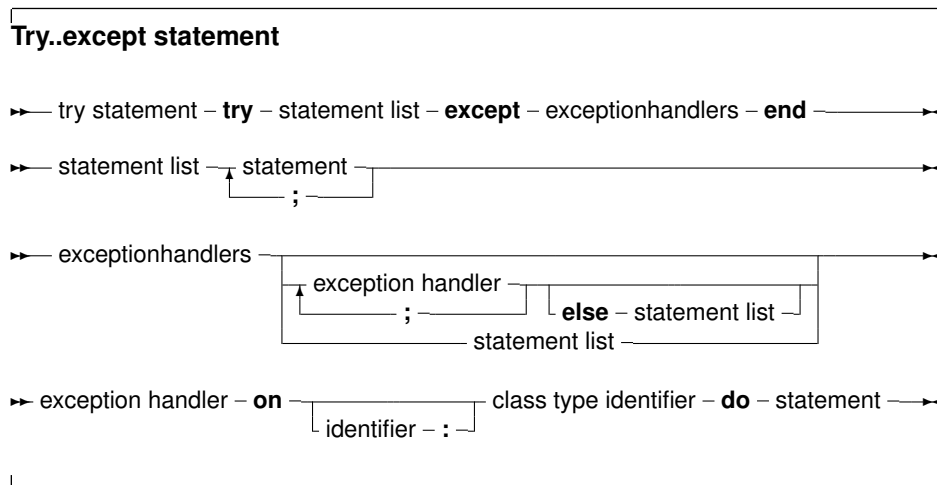 Try..except statement
try statement – try – statement list – except – exceptionhandlers – end
statement list – statement
;
exceptionhandlers
exception handler
;
else – statement list
statement list
exception handler – on – class type identifier – do – statement
identifier – :